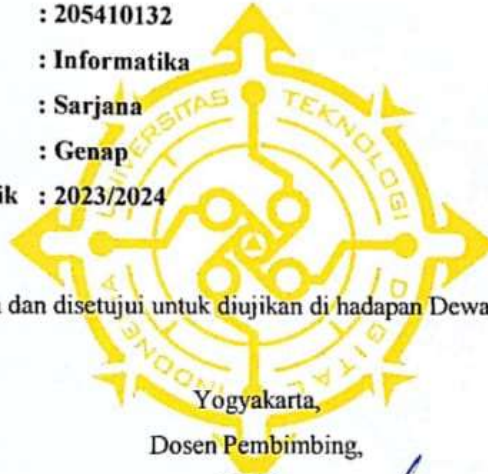 : 205410132
: Informatika
: Sarjana
: Genap
ik : 2023/2024
dan disetujui untuk diujikan di hadapan Dewa
Yogyakarta,
Dosen Pembimbing,
UNIVERSITAS TEKNOLOGI DIGITAL INDONESIA